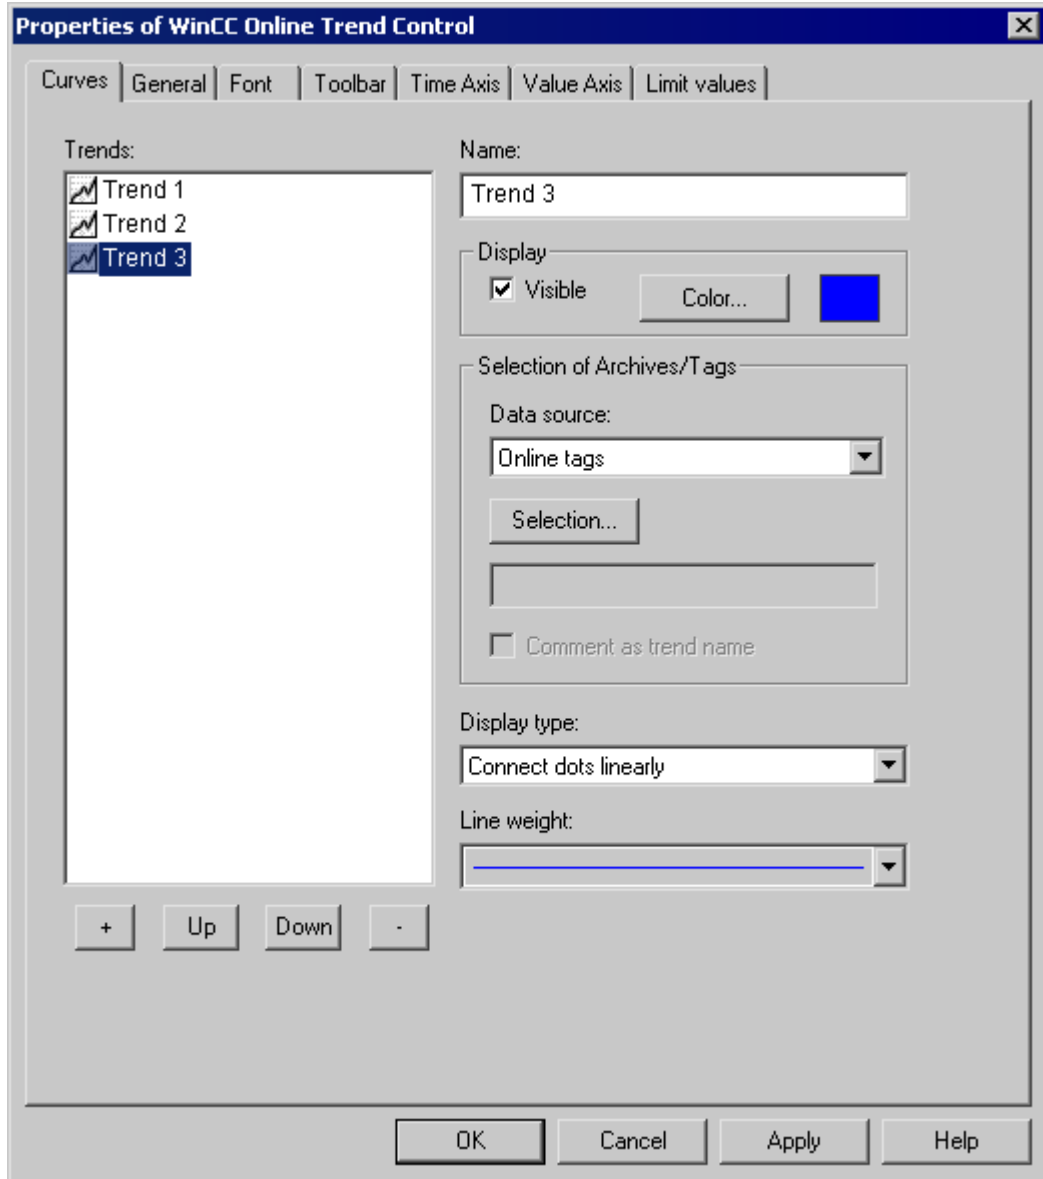 Properties of WinCC Online Trend Control
Curves General Font Toolbar Time Axis Value Axis Limit values
Trends:
Trend 1
Trend 2
Trend 3
Name:
Trend 3
Display
Visible Color...
Selection of Archives/Tags
Data source:
Online tags
Selection...
Comment as trend name
Display type:
Connect dots linearly
Line weight:
+ Up Down -
OK Cancel Apply Help